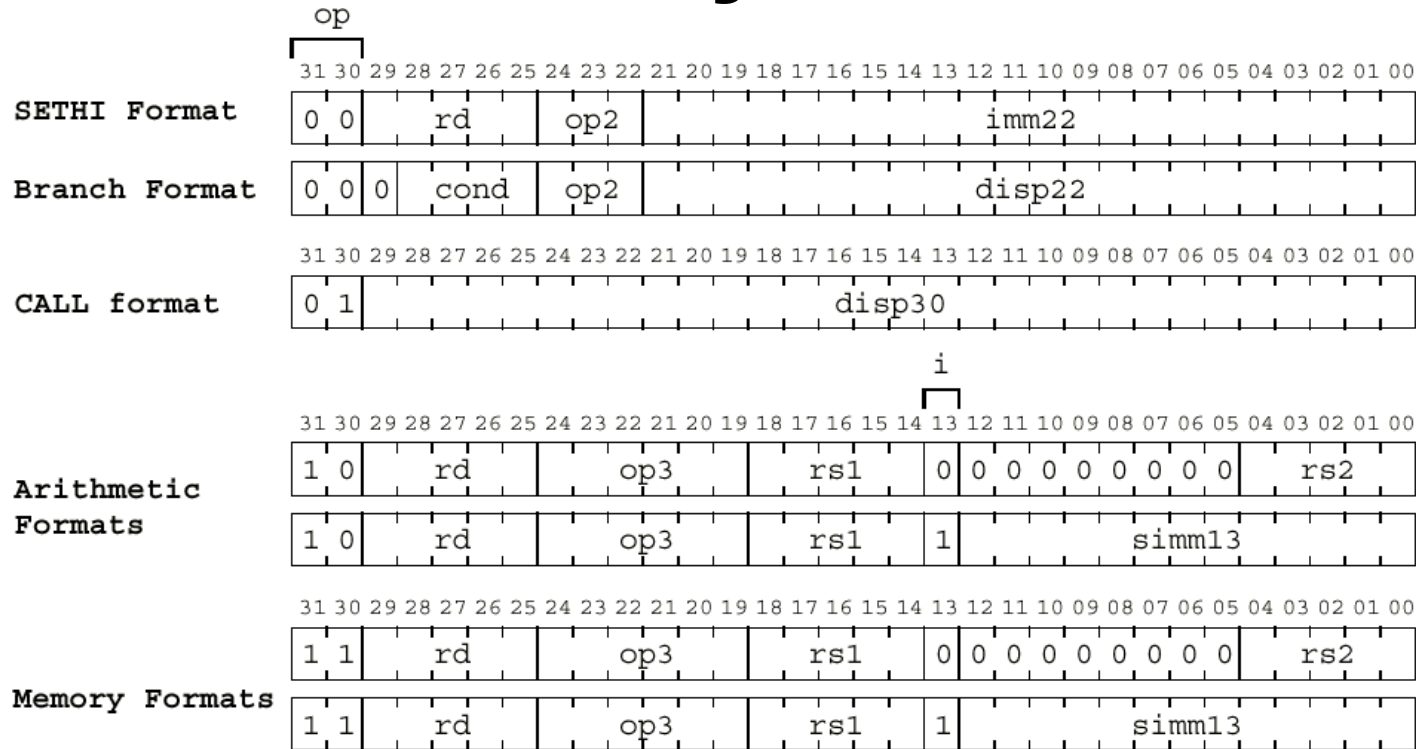 op
31 30 29 28 27 26 25 24 23 22 21 20 19 18 17 16 15 14 13 12 11 10 09 08 07 06 05 04 03 02 01 00
SETHI Format 0 0 rd op2 imm22
Branch Format 0 0 0 cond op2 disp22
31 30 29 28 27 26 25 24 23 22 21 20 19 18 17 16 15 14 13 12 11 10 09 08 07 06 05 04 03 02 01 00
CALL format 0 1 disp30
i
31 30 29 28 27 26 25 24 23 22 21 20 19 18 17 16 15 14 13 12 11 10 09 08 07 06 05 04 03 02 01 00
Arithmetic
Formats
1 0 rd op3 rs1 0 0 0 0 0 0 0 0 0 rs2
1 0 rd op3 rs1 1 simm13
31 30 29 28 27 26 25 24 23 22 21 20 19 18 17 16 15 14 13 12 11 10 09 08 07 06 05 04 03 02 01 00
Memory Formats
1 1 rd op3 rs1 0 0 0 0 0 0 0 0 0 rs2
1 1 rd op3 rs1 1 simm13